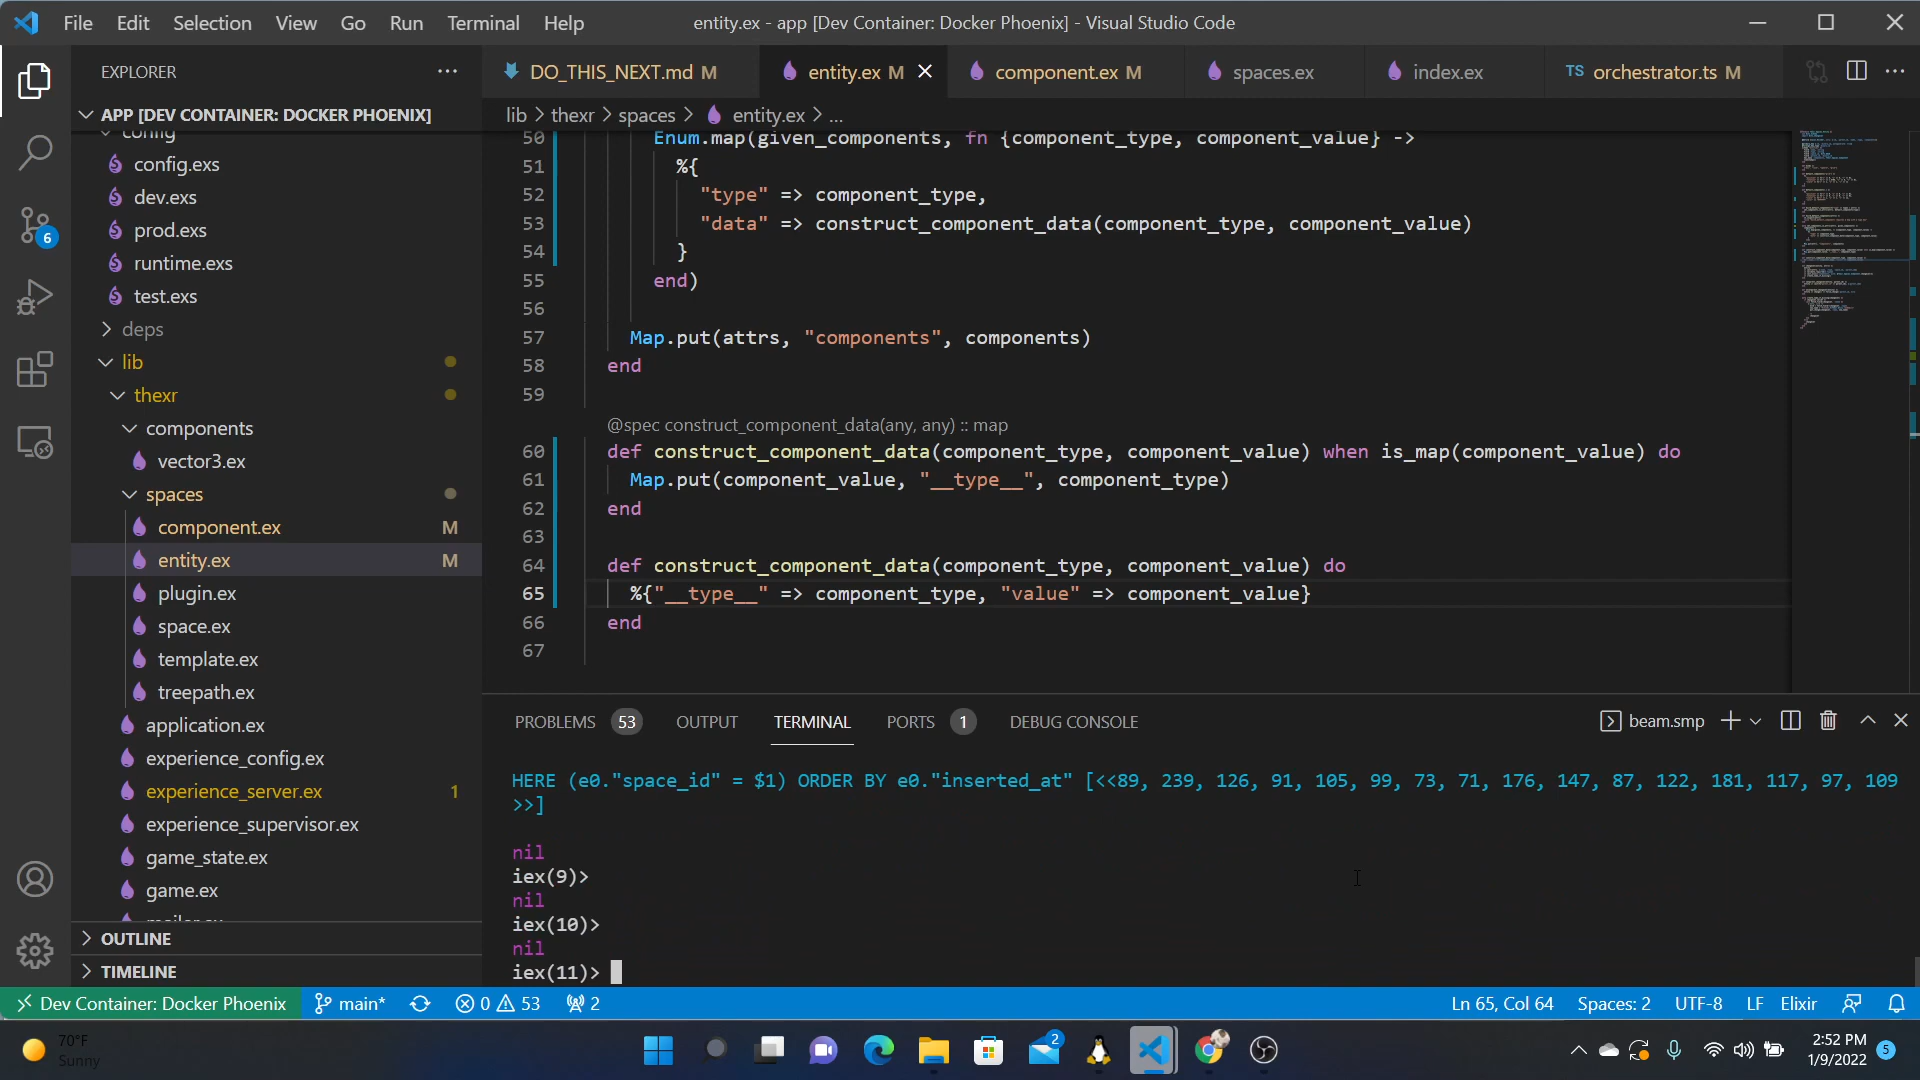 File Edit Selection View Go Run Terminal Help
entity.ex - app [Dev Container: Docker Phoenix] - Visual Studio Code
EXPLORER
DO_THIS_NEXT.md M
entity.ex M
component.ex M
spaces.ex
index.ex
TS orchestrator.ts M
APP [DEV CONTAINER: DOCKER PHOENIX]
lib > thexr > spaces > entity.ex > ...
config
config.exs
dev.exs
prod.exs
runtime.exs
test.exs
deps
lib
thexr
components
vector3.ex
spaces
component.ex M
entity.ex M
plugin.ex
space.ex
template.ex
treepath.ex
application.ex
experience_config.ex
experience_server.ex 1
experience_supervisor.ex
game_state.ex
game.ex
OUTLINE
TIMELINE
6
50 Enum.map(given_components, fn {component_type, component_value} ->
51 %{
52 "type" => component_type,
53 "data" => construct_component_data(component_type, component_value)
54 }
55 end)
56
57 Map.put(attrs, "components", components)
58 end
59
@spec construct_component_data(any, any) :: map
60 def construct_component_data(component_type, component_value) when is_map(component_value) do
61 Map.put(component_value, "__type__", component_type)
62 end
63
64 def construct_component_data(component_type, component_value) do
65 %{"__type__" => component_type, "value" => component_value}
66 end
67
PROBLEMS 53 OUTPUT TERMINAL PORTS 1 DEBUG CONSOLE
beam.smp
HERE (e0."space_id" = $1) ORDER BY e0."inserted_at" [<<89, 239, 126, 91, 105, 99, 73, 71, 176, 147, 87, 122, 181, 117, 97, 109
>>]
nil
iex(9)>
nil
iex(10)>
nil
iex(11)>
Dev Container: Docker Phoenix main* 0 53 2
Ln 65, Col 64 Spaces: 2 UTF-8 LF Elixir
70°F
Sunny
2
2:52 PM
1/9/2022
5